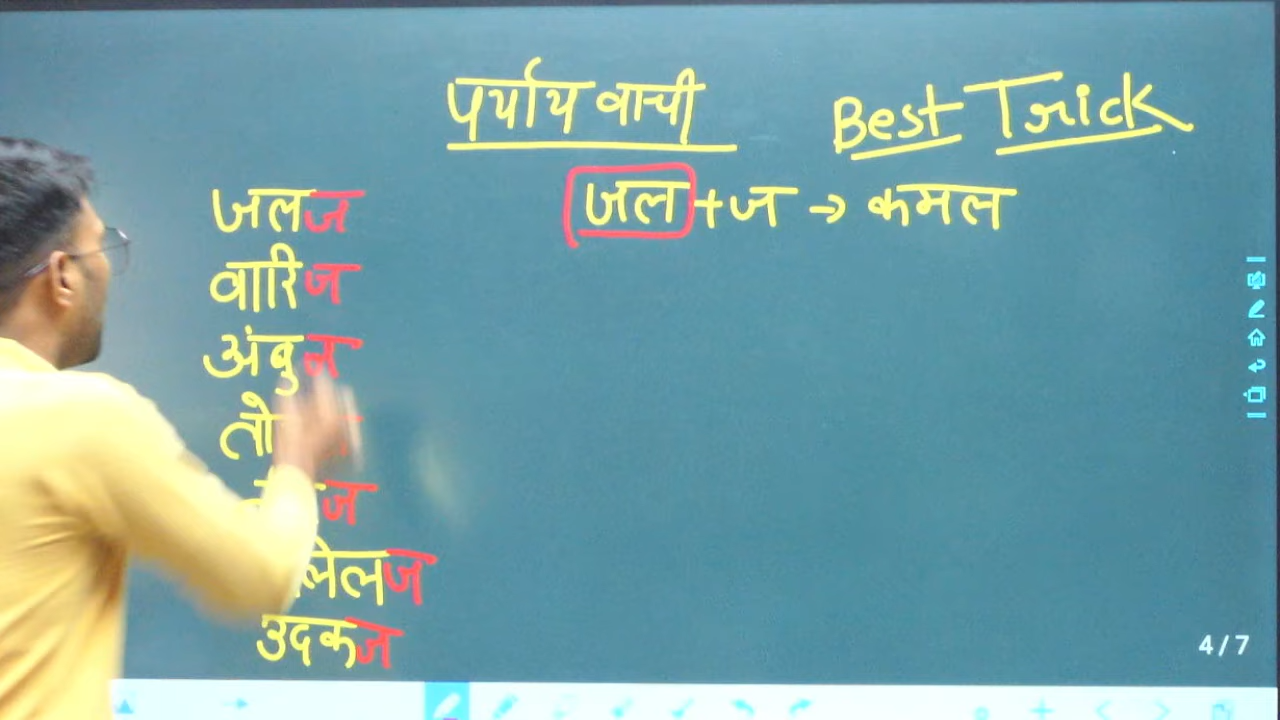 पर्यायवाची Best Trick
जल+ज → कमल
जलज
वारिज
अंबुज
तो
ज
लिलज
उदकज
4/7